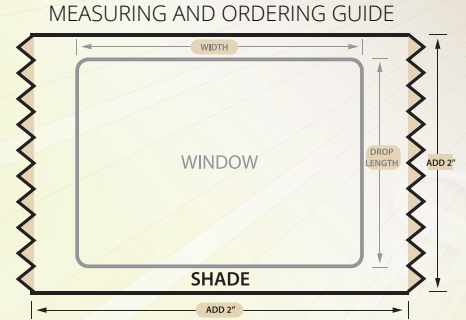 MEASURING AND ORDERING GUIDE
WIDTH
WINDOW
DROP
LENGTH
ADD 2"
SHADE
ADD 2"